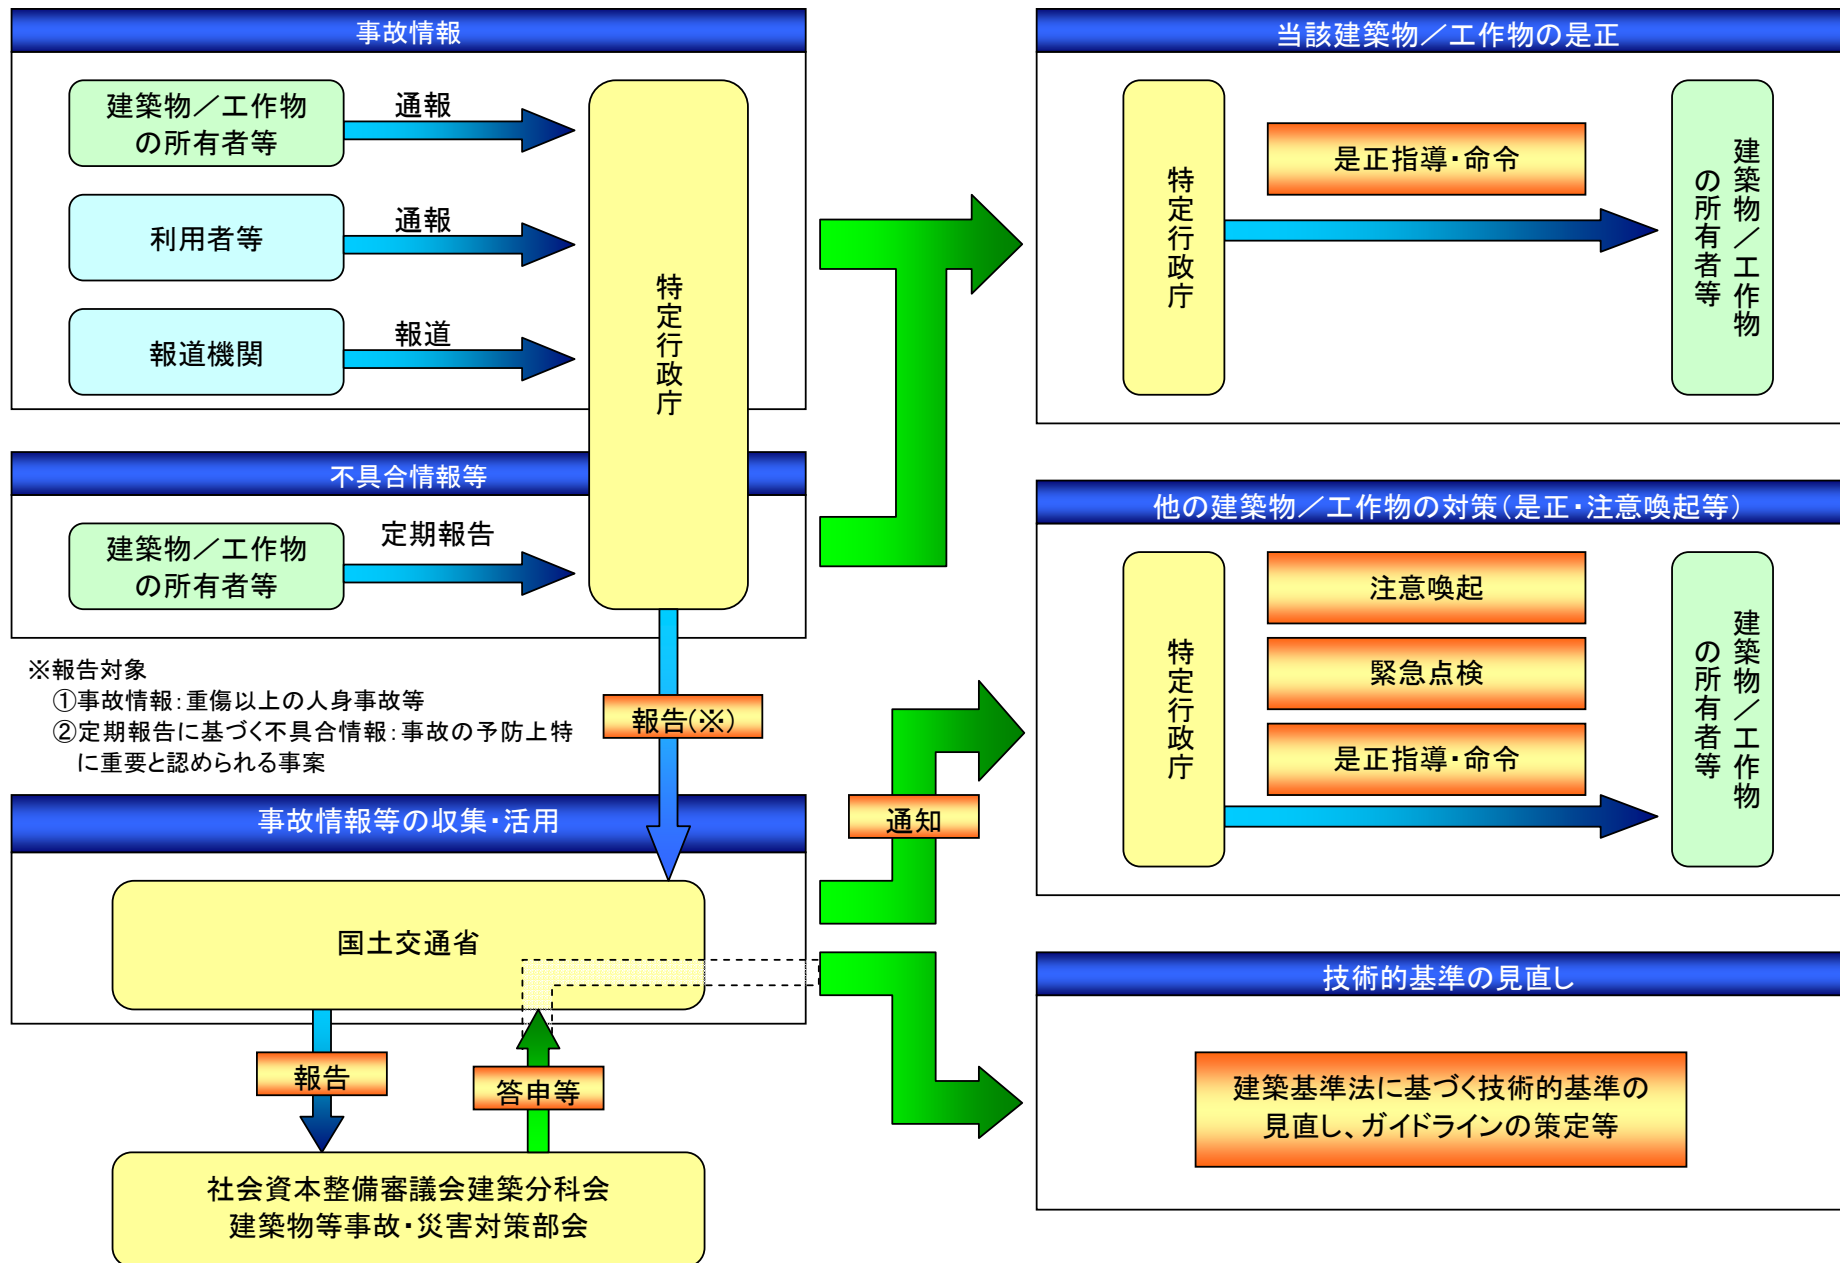 事故情報
建築物／工作物
の所有者等
通報
利用者等
通報
報道機関
報道
特定行政庁
不具合情報等
建築物／工作物
の所有者等
定期報告
※報告対象
①事故情報：重傷以上の人身事故等
②定期報告に基づく不具合情報：事故の予防上特
に重要と認められる事案
報告(※)
事故情報等の収集・活用
国土交通省
報告
答申等
社会資本整備審議会建築分科会
建築物等事故・災害対策部会
当該建築物／工作物の是正
特定行政庁
是正指導・命令
建築物／工作物
の所有者等
通知
他の建築物／工作物の対策（是正・注意喚起等）
特定行政庁
注意喚起
緊急点検
是正指導・命令
建築物／工作物
の所有者等
技術的基準の見直し
建築基準法に基づく技術的基準の
見直し、ガイドラインの策定等